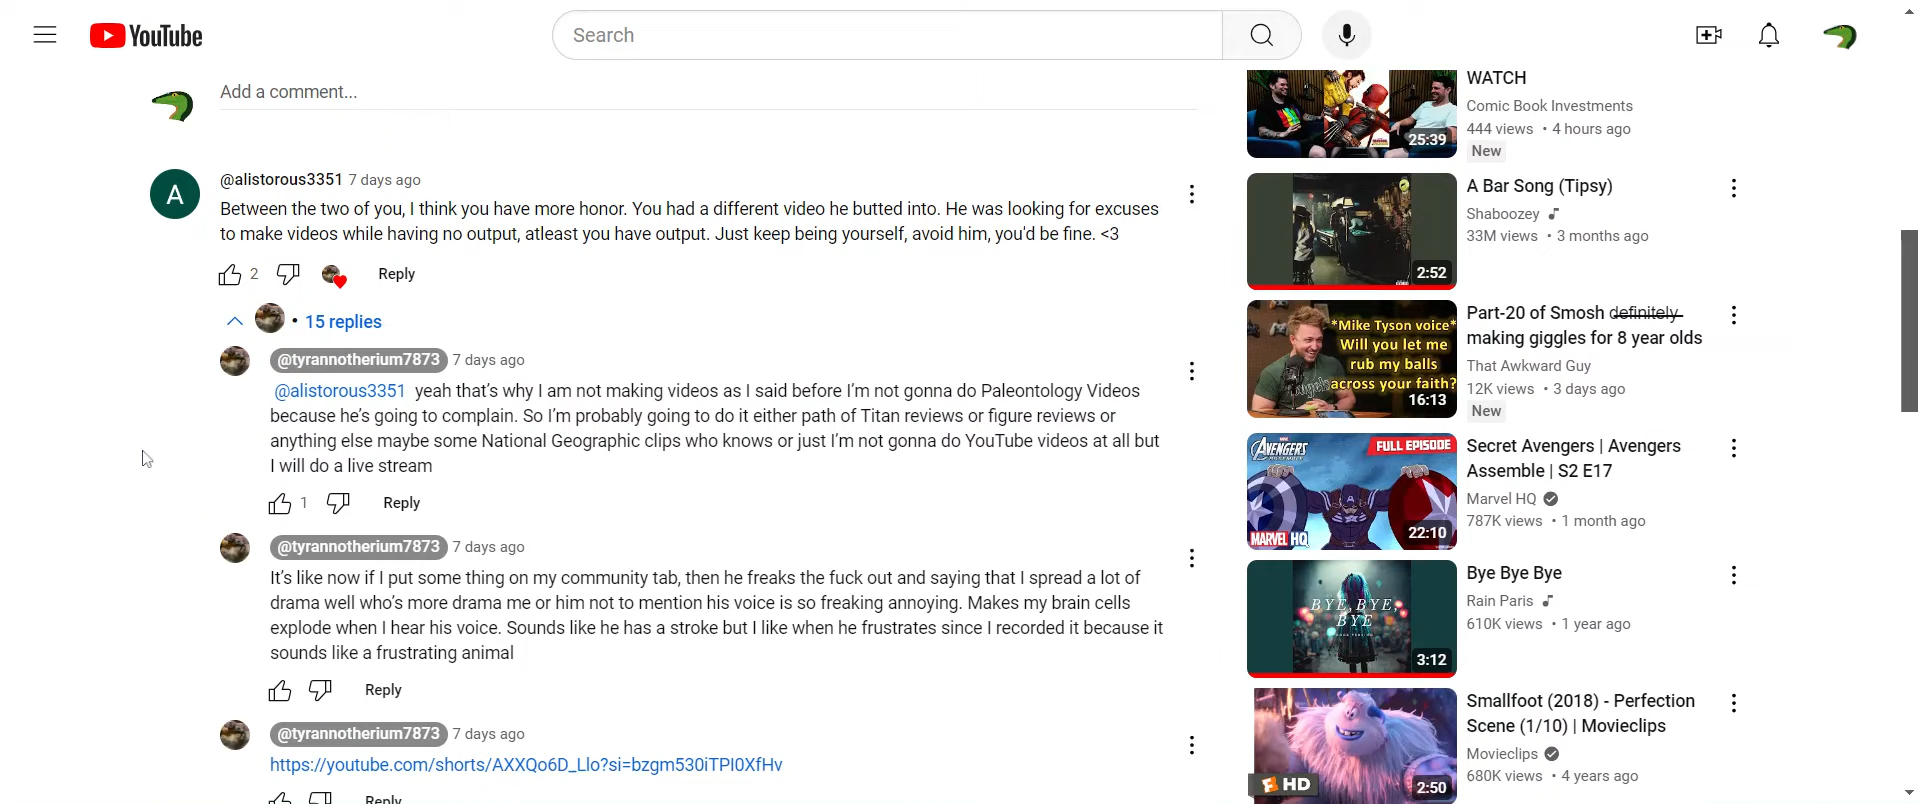 YouTube
Search
Add a comment...
@alistorous3351 7 days ago
Between the two of you, I think you have more honor. You had a different video he butted into. He was looking for excuses
to make videos while having no output, atleast you have output. Just keep being yourself, avoid him, you'd be fine. <3
2 Reply
• 15 replies
@tyrannotherium7873 7 days ago
@alistorous3351 yeah that's why I am not making videos as I said before I'm not gonna do Paleontology Videos
because he's going to complain. So I'm probably going to do it either path of Titan reviews or figure reviews or
anything else maybe some National Geographic clips who knows or just I'm not gonna do YouTube videos at all but
I will do a live stream
1 Reply
@tyrannotherium7873 7 days ago
It's like now if I put some thing on my community tab, then he freaks the fuck out and saying that I spread a lot of
drama well who's more drama me or him not to mention his voice is so freaking annoying. Makes my brain cells
explode when I hear his voice. Sounds like he has a stroke but I like when he frustrates since I recorded it because it
sounds like a frustrating animal
Reply
@tyrannotherium7873 7 days ago
https://youtube.com/shorts/AXXQo6D_Llo?si=bzgm530iTPI0XfHv
Reply
A
25:39
WATCH
Comic Book Investments
444 views • 4 hours ago
New
2:52
A Bar Song (Tipsy)
Shaboozey
33M views • 3 months ago
*Mike Tyson voice*
Will you let me
rub my balls
across your faith?
16:13
Part-20 of Smosh definitely
making giggles for 8 year olds
That Awkward Guy
12K views • 3 days ago
New
MARVEL
AVENGERS
ASSEMBLE
FULL EPISODE
MARVEL HQ
22:10
Secret Avengers | Avengers
Assemble | S2 E17
Marvel HQ
787K views • 1 month ago
BYE, BYE,
BYE
3:12
Bye Bye Bye
Rain Paris
610K views • 1 year ago
F HD
2:50
Smallfoot (2018) - Perfection
Scene (1/10) | Movieclips
Movieclips
680K views • 4 years ago